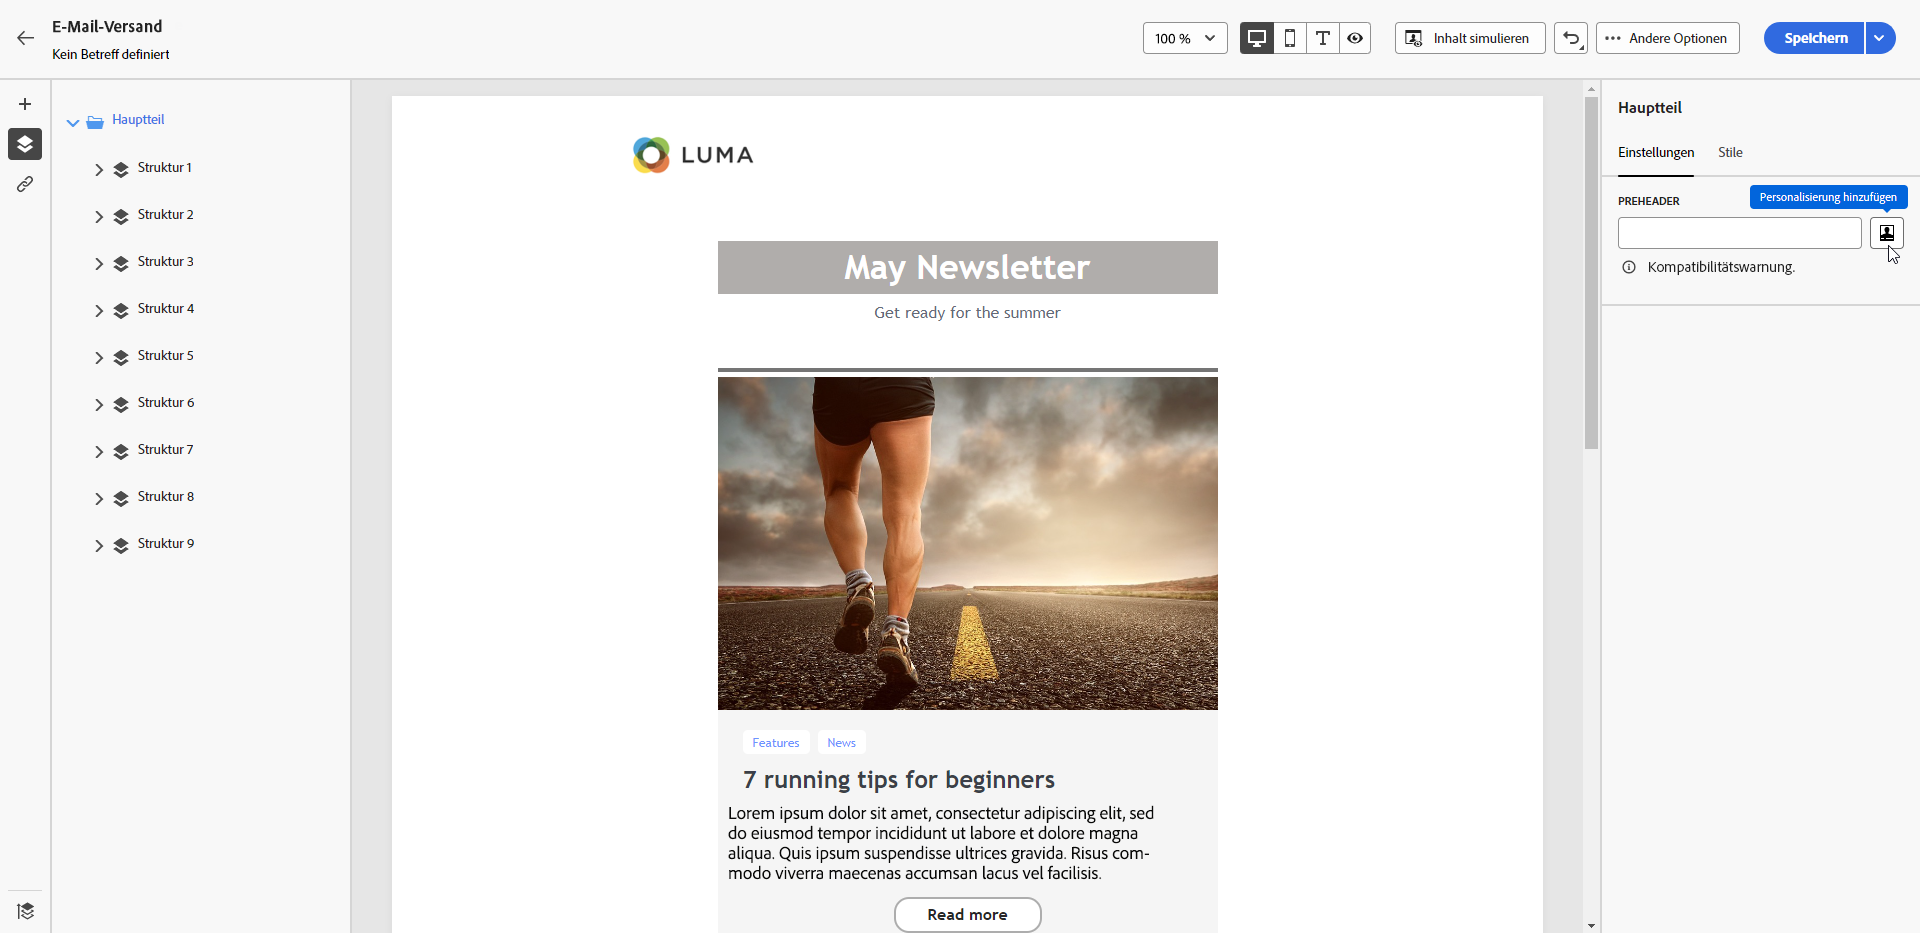 E-Mail-Versand
Kein Betreff definiert
100 %
Inhalt simulieren
Andere Optionen
Speichern
Hauptteil
Struktur 1
Struktur 2
Struktur 3
Struktur 4
Struktur 5
Struktur 6
Struktur 7
Struktur 8
Struktur 9
LUMA
May Newsletter
Get ready for the summer
Features
News
7 running tips for beginners
Lorem ipsum dolor sit amet, consectetur adipiscing elit, sed
do eiusmod tempor incididunt ut labore et dolore magna
aliqua. Quis ipsum suspendisse ultrices gravida. Risus com-
modo viverra maecenas accumsan lacus vel facilisis.
Read more
Hauptteil
Einstellungen
Stile
Personalisierung hinzufügen
PREHEADER
Kompatibilitätswarnung.